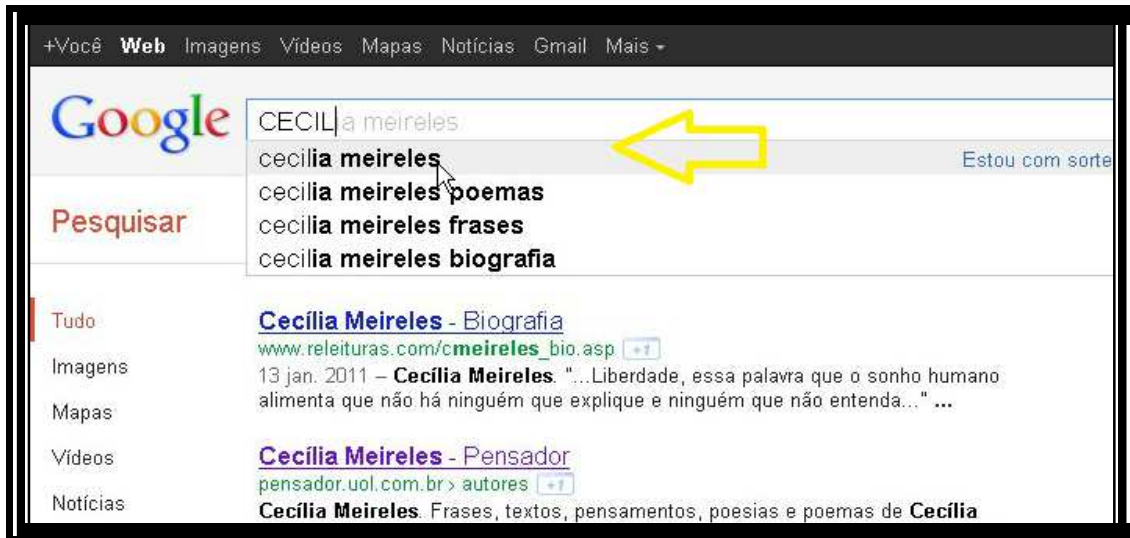 +Você Web Imagens Vídeos Mapas Notícias Gmail Mais
Google
CECILia meireles
cecilia meireles
Estou com sorte
cecilia meireles poemas
cecilia meireles frases
cecilia meireles biografia
Pesquisar
Tudo
Imagens
Mapas
Vídeos
Notícias
Cecília Meireles - Biografia
www.releituras.com/cmeireles_bio.asp +1
13 jan. 2011 – Cecília Meireles. "...Liberdade, essa palavra que o sonho humano
alimenta que não há ninguém que explique e ninguém que não entenda..." ...
Cecília Meireles - Pensador
pensador.uol.com.br › autores +1
Cecília Meireles. Frases, textos, pensamentos, poesias e poemas de Cecília